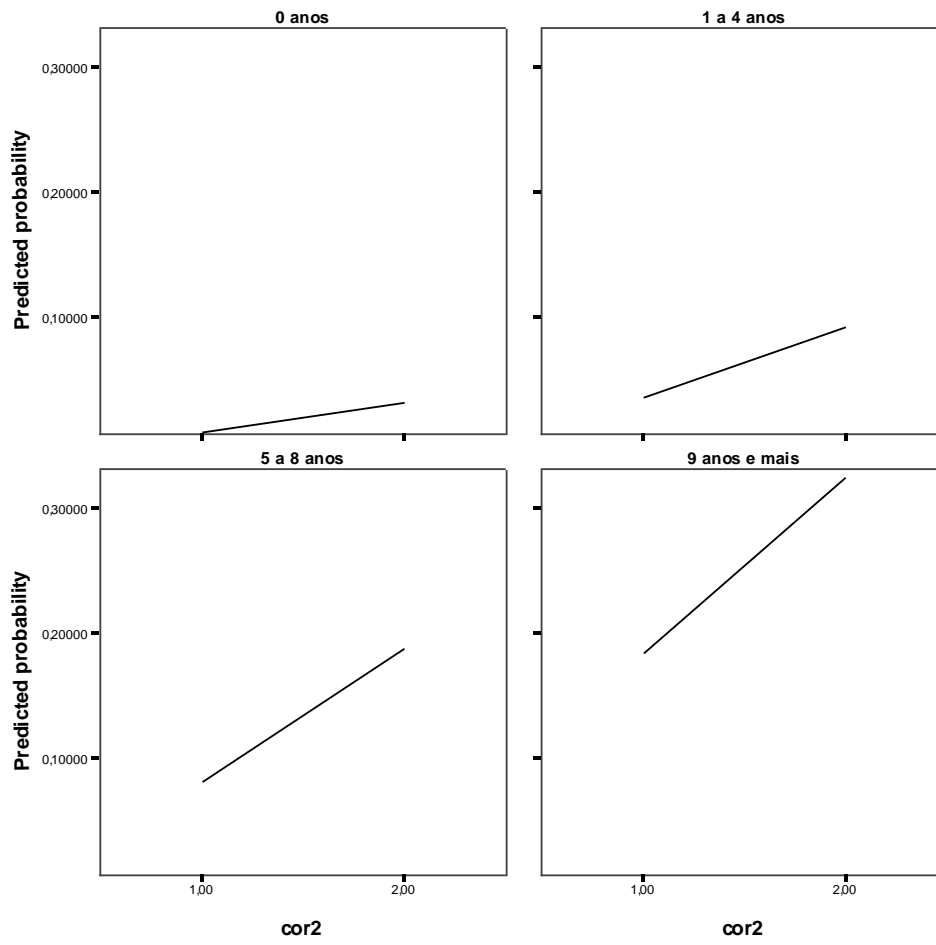 0 anos
1 a 4 anos
0,30000
0,20000
0,10000
Predicted probability
5 a 8 anos
9 anos e mais
0,30000
0,20000
0,10000
Predicted probability
1,00
2,00
1,00
2,00
cor2
cor2